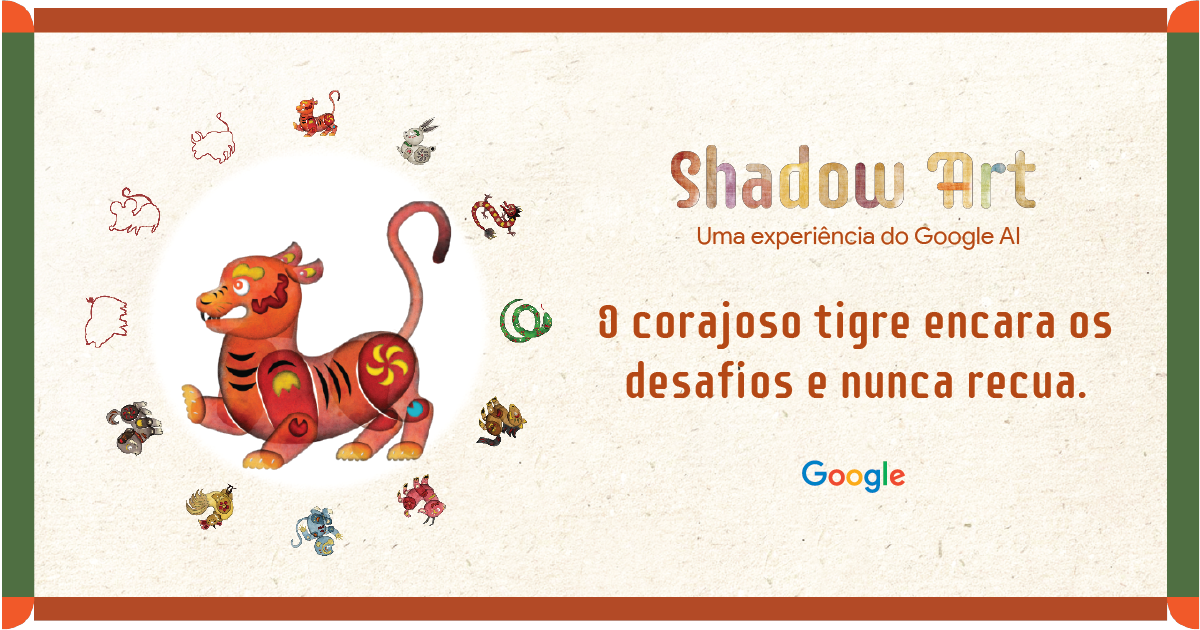 Shadow Art
Uma experiência do Google AI
O corajoso tigre encara os
desafios e nunca recua.
Google